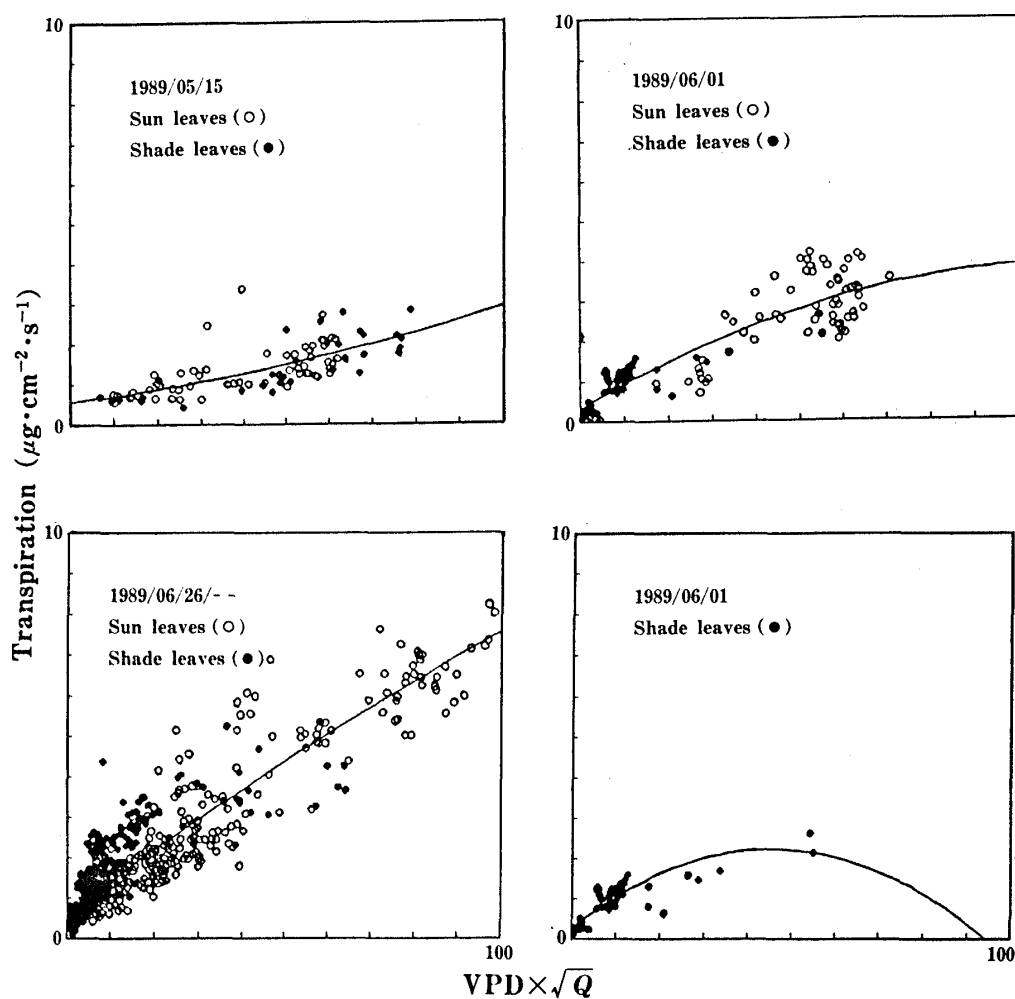 10
1989/05/15
Sun leaves (○)
Shade leaves (●)
0
10
1989/06/01
Sun leaves (○)
Shade leaves (●)
0
Transpiration (μg·cm⁻²·s⁻¹)
10
1989/06/26/--
Sun leaves (○)
Shade leaves (●)
0
100
10
1989/06/01
Shade leaves (●)
0
100
VPD×√Q